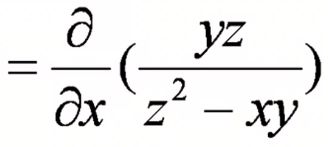 = ∂/∂x (yz / (z² − xy))